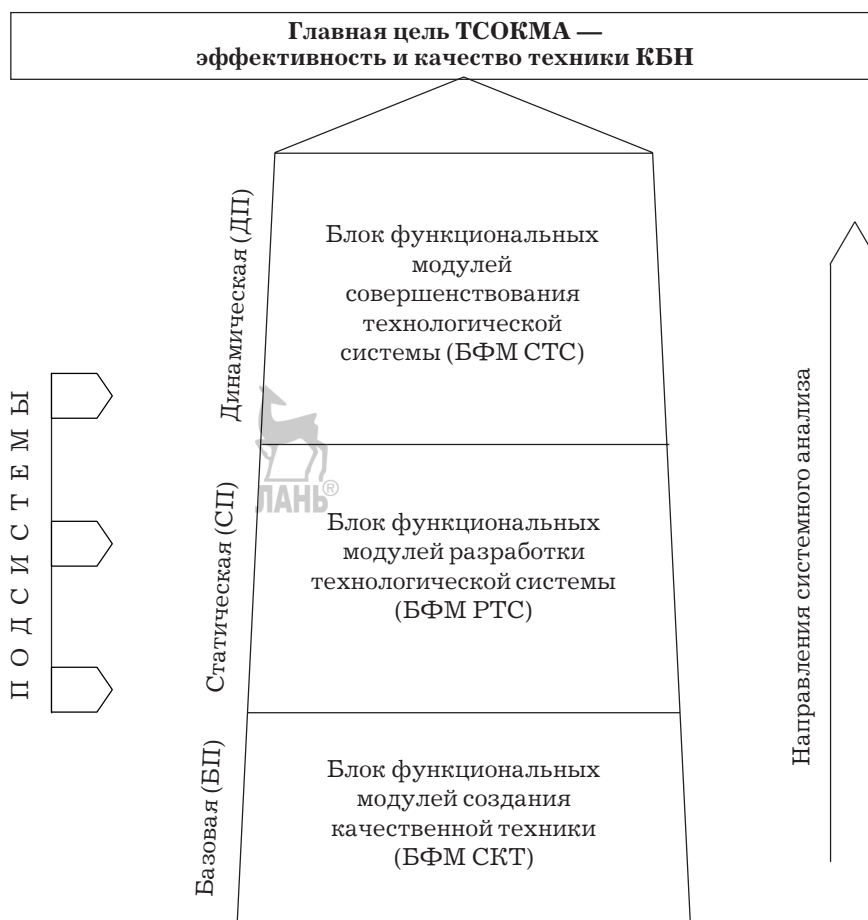 Главная цель ТСОКМА —
эффективность и качество техники КБН
Динамическая (ДП)
Блок функциональных
модулей
совершенствования
технологической
системы (БФМ СТС)
ПОДСИСТЕМЫ
Направления системного анализа
ЛАНЬ®
Статическая (СП)
Блок функциональных
модулей разработки
технологической системы
(БФМ РТС)
Базовая (БП)
Блок функциональных
модулей создания
качественной техники
(БФМ СКТ)